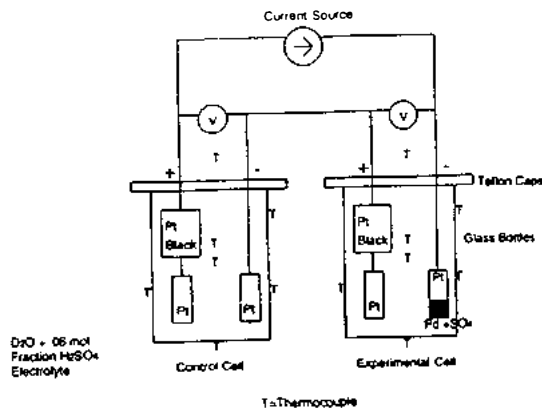 Current Source
V
V
T
T
+
-
+
-
Teflon Caps
T
T
Pt
Black
Pt
Black
Glass Bottles
T
T
T
T
T
T
T
T
Pt
Pt
Pt
Pt
Pd +SO4
T
T
D2O + .06 mol
Fraction H2SO4
Electrolyte
Control Cell
Experimental Cell
T=Thermocouple